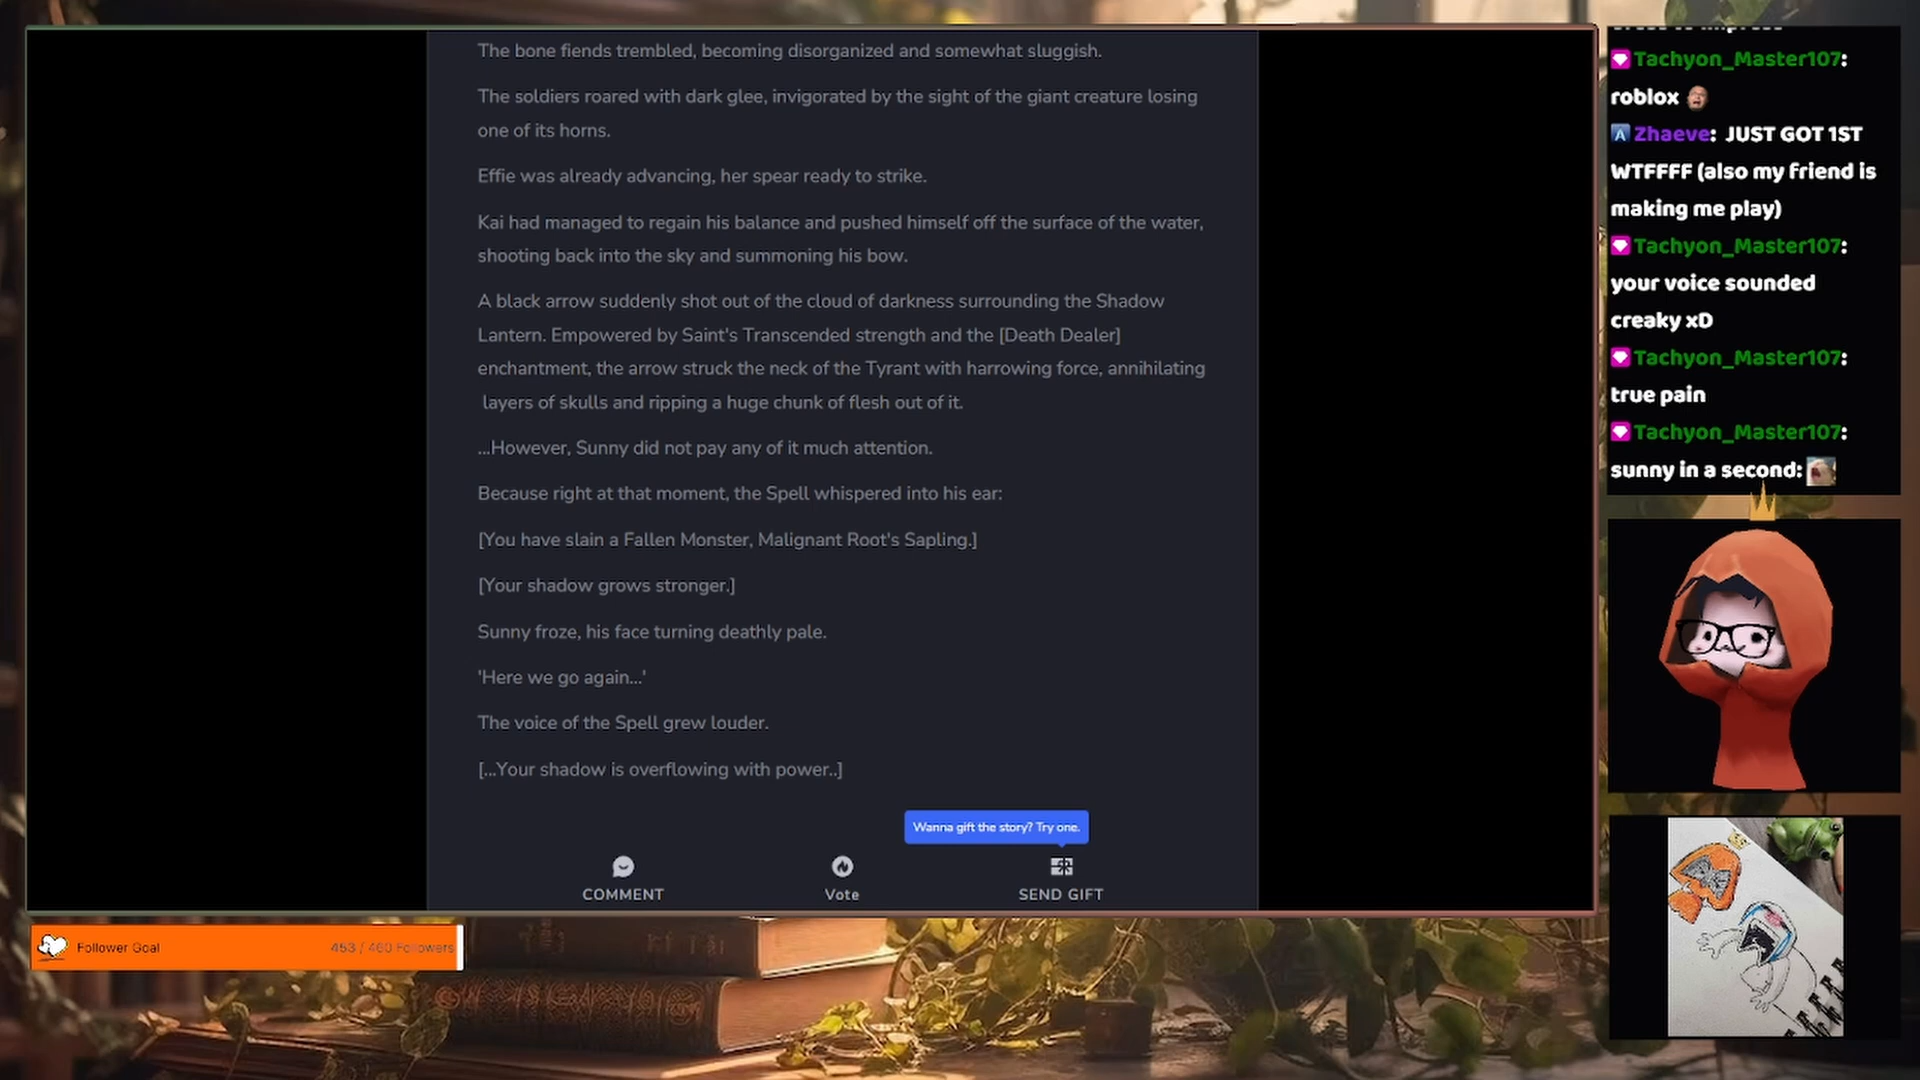 The bone fiends trembled, becoming disorganized and somewhat sluggish.
The soldiers roared with dark glee, invigorated by the sight of the giant creature losing
one of its horns.
Effie was already advancing, her spear ready to strike.
Kai had managed to regain his balance and pushed himself off the surface of the water,
shooting back into the sky and summoning his bow.
A black arrow suddenly shot out of the cloud of darkness surrounding the Shadow
Lantern. Empowered by Saint's Transcended strength and the [Death Dealer]
enchantment, the arrow struck the neck of the Tyrant with harrowing force, annihilating
layers of skulls and ripping a huge chunk of flesh out of it.
...However, Sunny did not pay any of it much attention.
Because right at that moment, the Spell whispered into his ear:
[You have slain a Fallen Monster, Malignant Root's Sapling.]
[Your shadow grows stronger.]
Sunny froze, his face turning deathly pale.
'Here we go again...'
The voice of the Spell grew louder.
[...Your shadow is overflowing with power..]
Wanna gift the story? Try one.
COMMENT
Vote
SEND GIFT
Follower Goal
453 / 460 Followers
Tachyon_Master107:
roblox
Zhaeve: JUST GOT 1ST
WTFFFF (also my friend is
making me play)
Tachyon_Master107:
your voice sounded
creaky xD
Tachyon_Master107:
true pain
Tachyon_Master107:
sunny in a second: